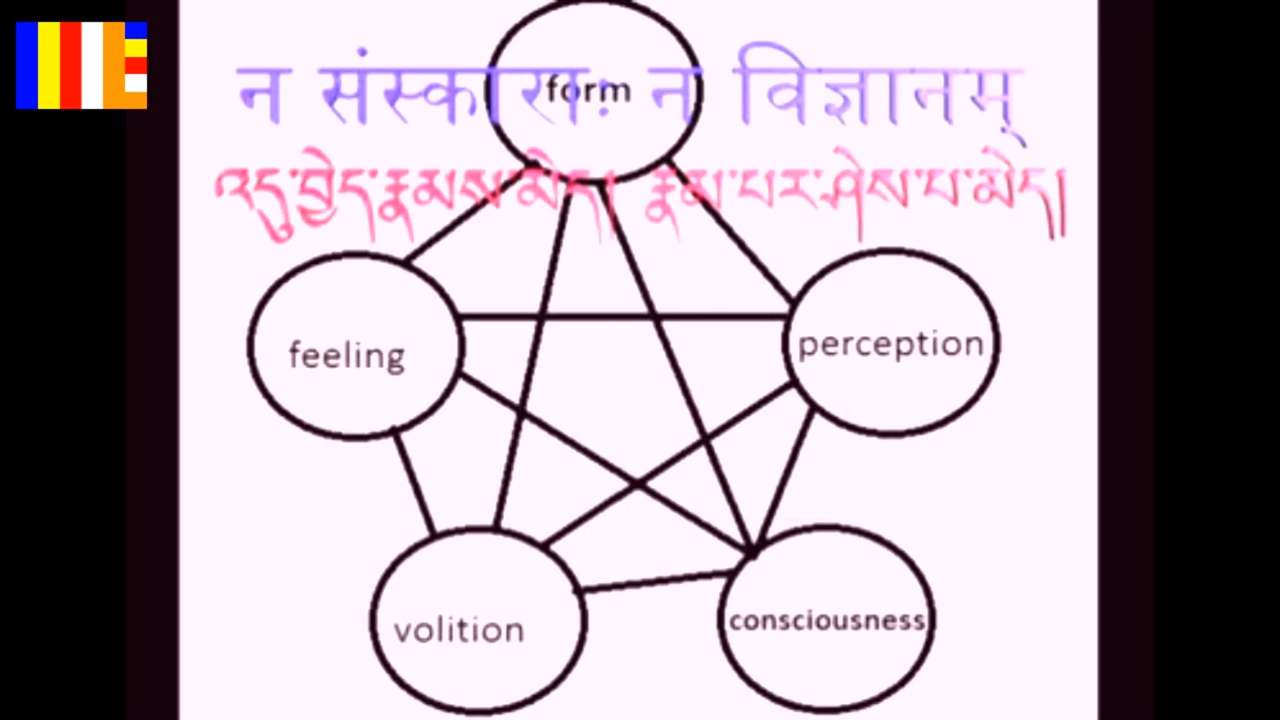 न संस्काराः न विज्ञानम्
form
འདུ་བྱེད་རྣམས་མེད། རྣམ་པར་ཤེས་པ་མེད།
feeling
perception
volition
consciousness